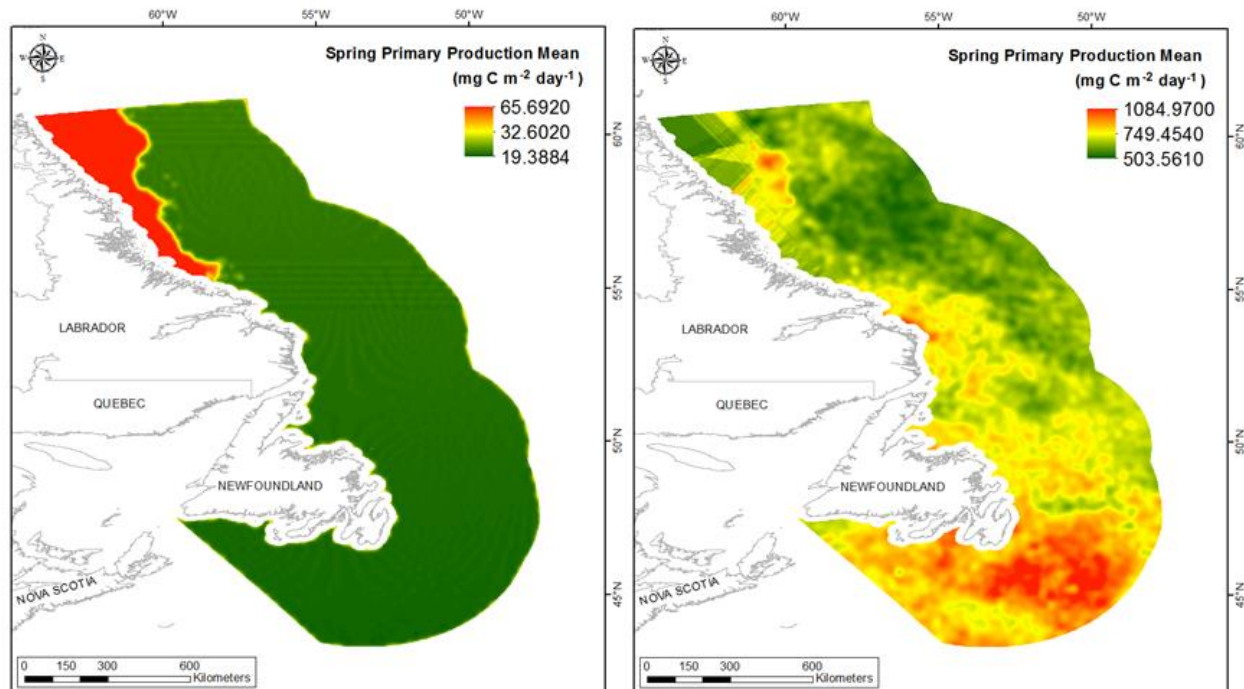 60°W
55°W
50°W
N
W
E
S
Spring Primary Production Mean
(mg C m⁻² day⁻¹)
65.6920
32.6020
19.3884
60°N
55°N
50°N
45°N
LABRADOR
QUEBEC
NEWFOUNDLAND
NOVA SCOTIA
0 150 300 600
Kilometers
60°W
55°W
50°W
N
W
E
S
Spring Primary Production Mean
(mg C m⁻² day⁻¹)
1084.9700
749.4540
503.5610
60°N
55°N
50°N
45°N
LABRADOR
QUEBEC
NEWFOUNDLAND
NOVA SCOTIA
0 150 300 600
Kilometers